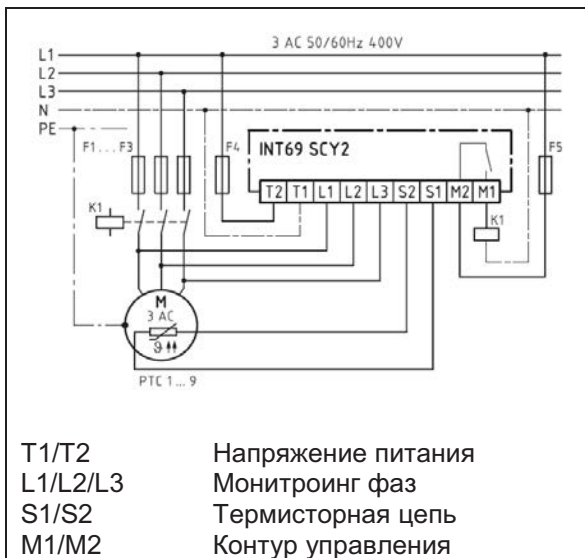 3 AC 50/60Hz 400V
L1
L2
L3
N
PE
F1...F3
F4
INT69 SCY2
F5
T2 T1 L1 L2 L3 S2 S1 M2 M1
K1
K1
M
3 AC
ϑ
PTC 1...9
T1/T2 Напряжение питания
L1/L2/L3 Монитроинг фаз
S1/S2 Термисторная цепь
M1/M2 Контур управления